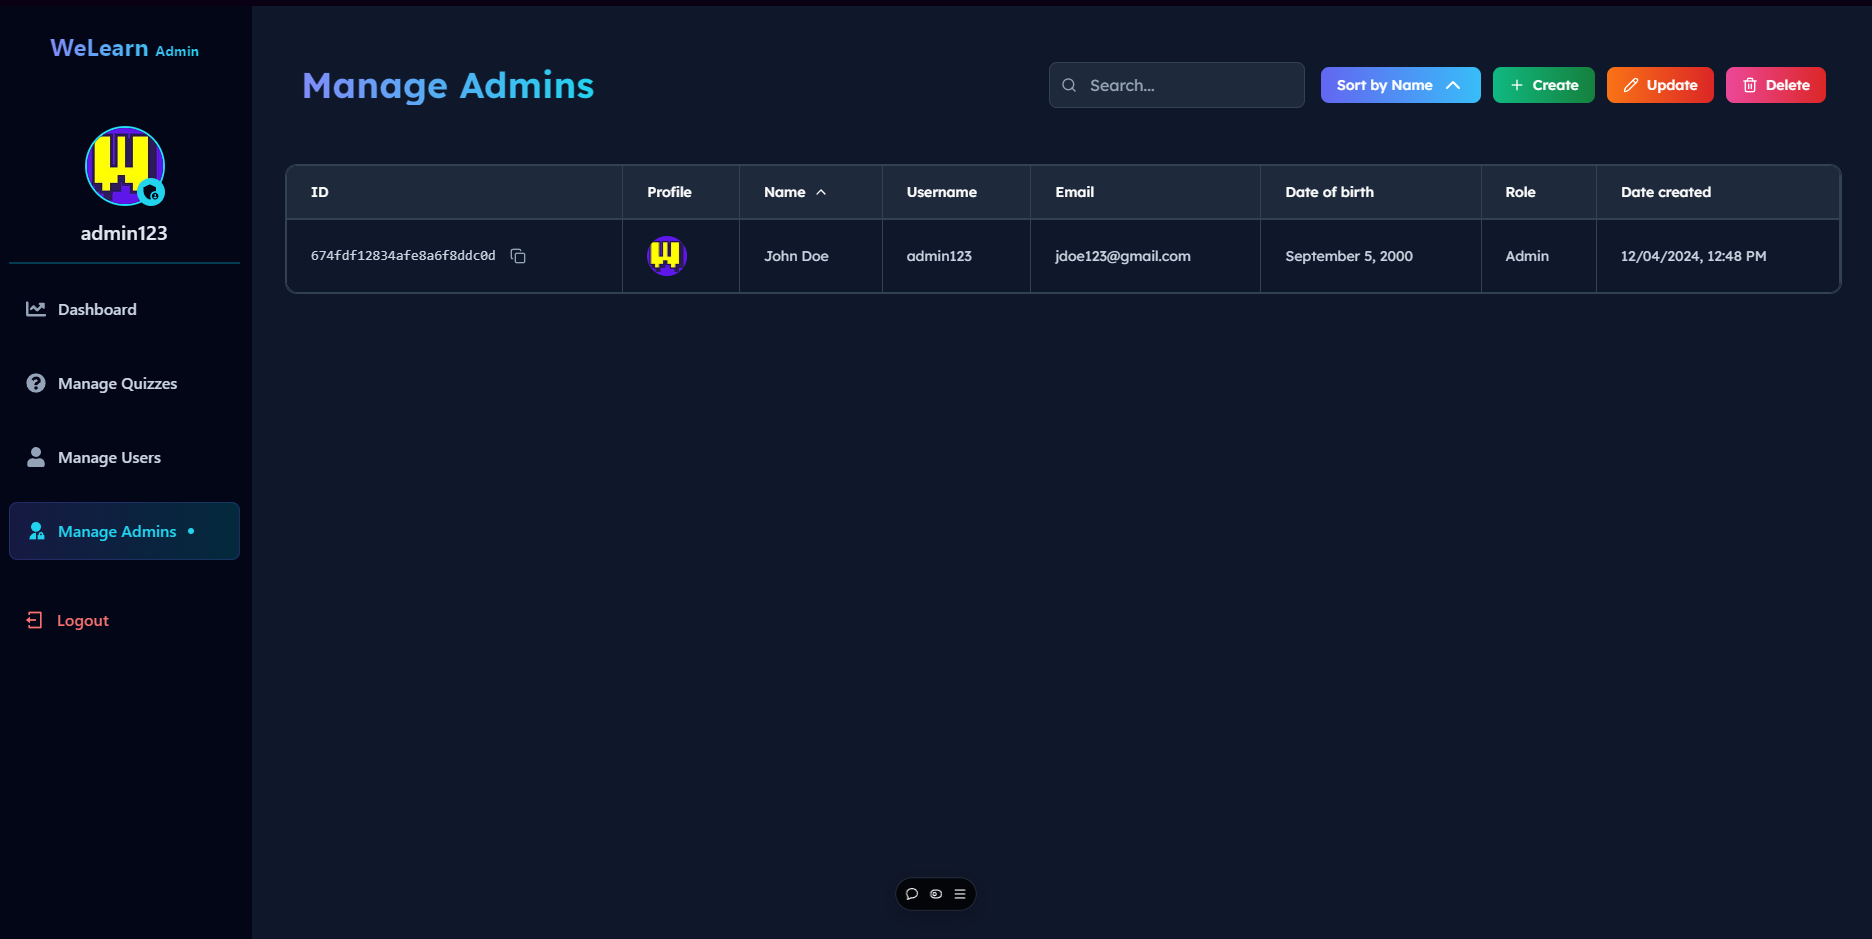 WeLearn Admin
admin123
Dashboard
Manage Quizzes
Manage Users
Manage Admins
Logout
Manage Admins
Search...
Sort by Name
Create
Update
Delete
ID Profile Name Username Email Date of birth Role Date created
674fdf12834afe8a6f8ddc0d John Doe admin123 jdoe123@gmail.com September 5, 2000 Admin 12/04/2024, 12:48 PM